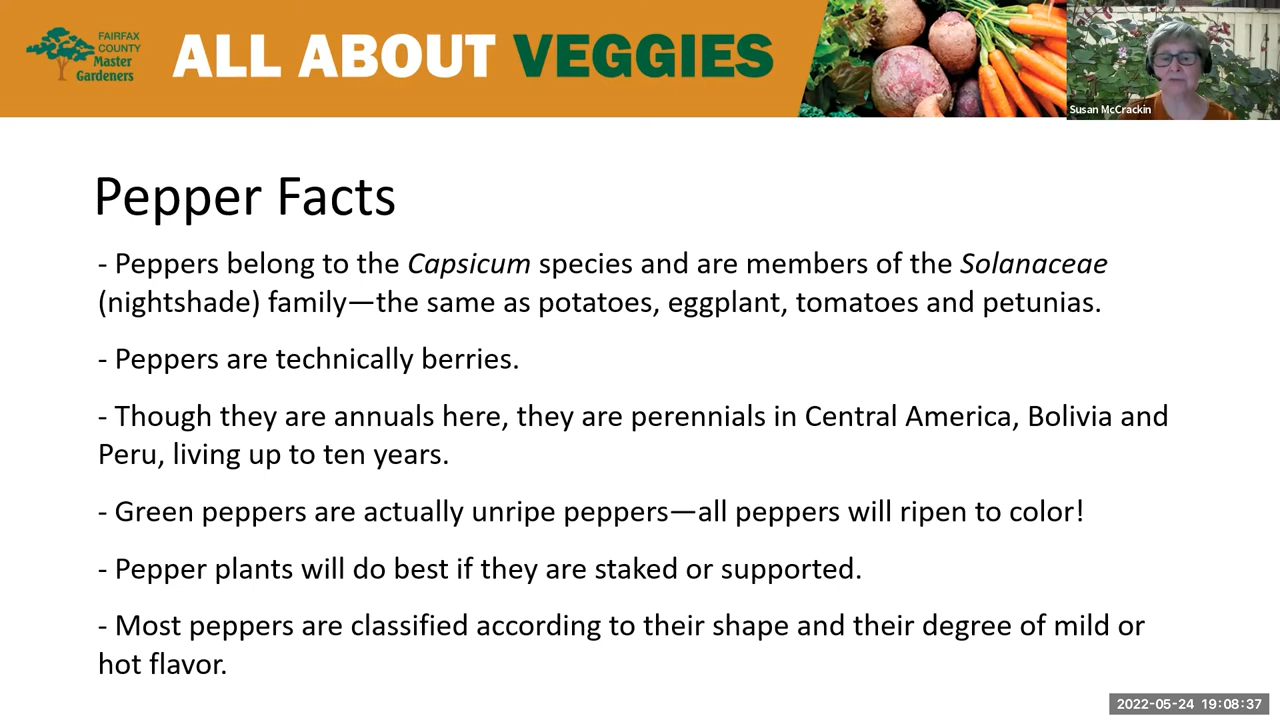 FAIRFAX
COUNTY
Master
Gardeners
ALL ABOUT VEGGIES
Susan McCrackin
Pepper Facts
- Peppers belong to the Capsicum species and are members of the Solanaceae
(nightshade) family—the same as potatoes, eggplant, tomatoes and petunias.
- Peppers are technically berries.
- Though they are annuals here, they are perennials in Central America, Bolivia and
Peru, living up to ten years.
- Green peppers are actually unripe peppers—all peppers will ripen to color!
- Pepper plants will do best if they are staked or supported.
- Most peppers are classified according to their shape and their degree of mild or
hot flavor.
2022-05-24 19:08:37